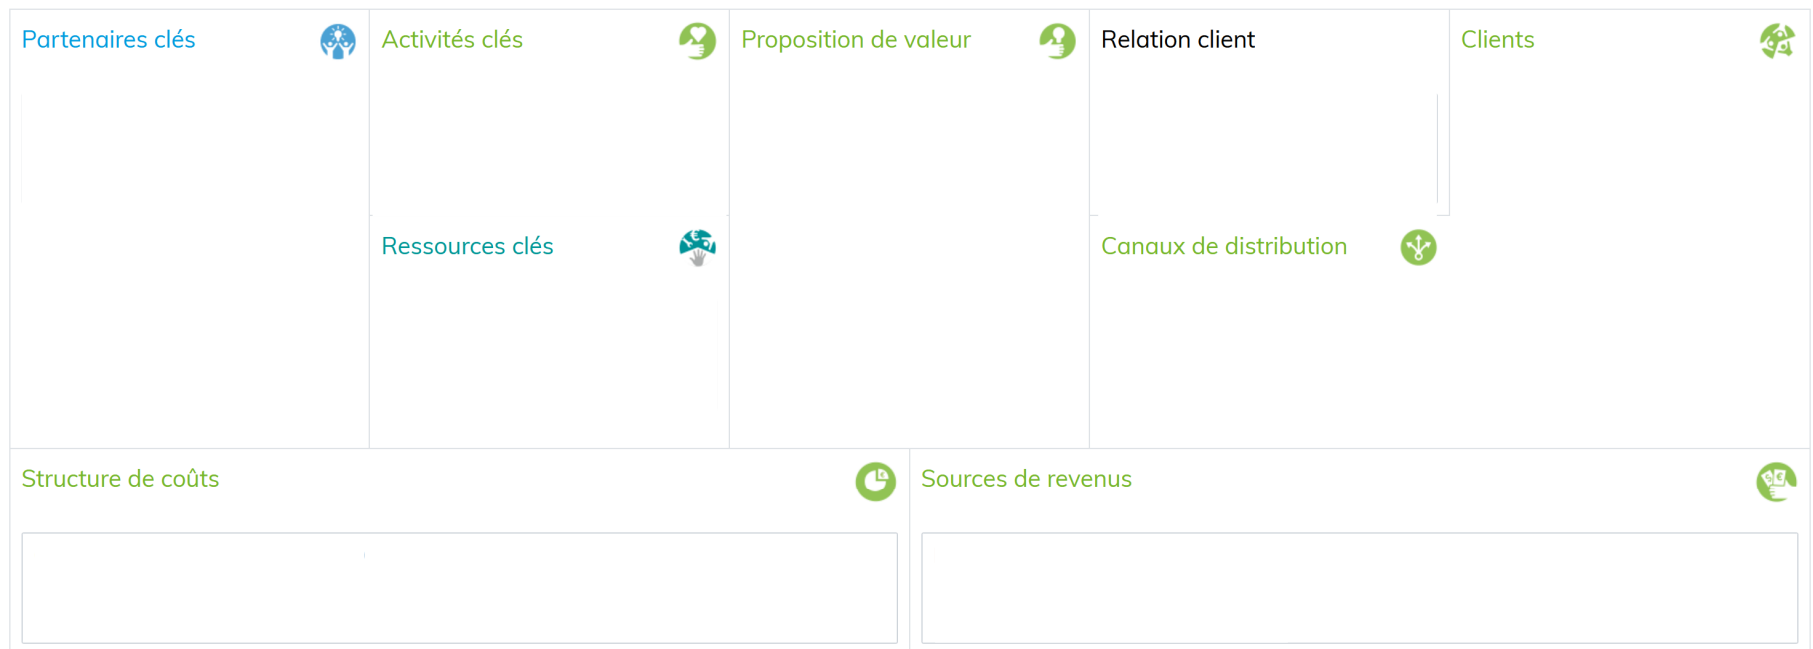 Partenaires clés
Activités clés
Proposition de valeur
Relation client
Clients
Ressources clés
Canaux de distribution
Structure de coûts
Sources de revenus